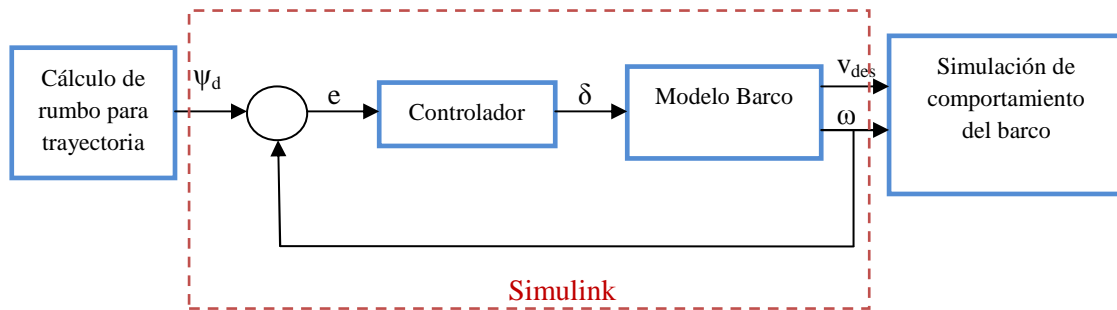 Cálculo de
rumbo para
trayectoria
ψd
e
Controlador
δ
Modelo Barco
vdes
ω
Simulación de
comportamiento
del barco
Simulink